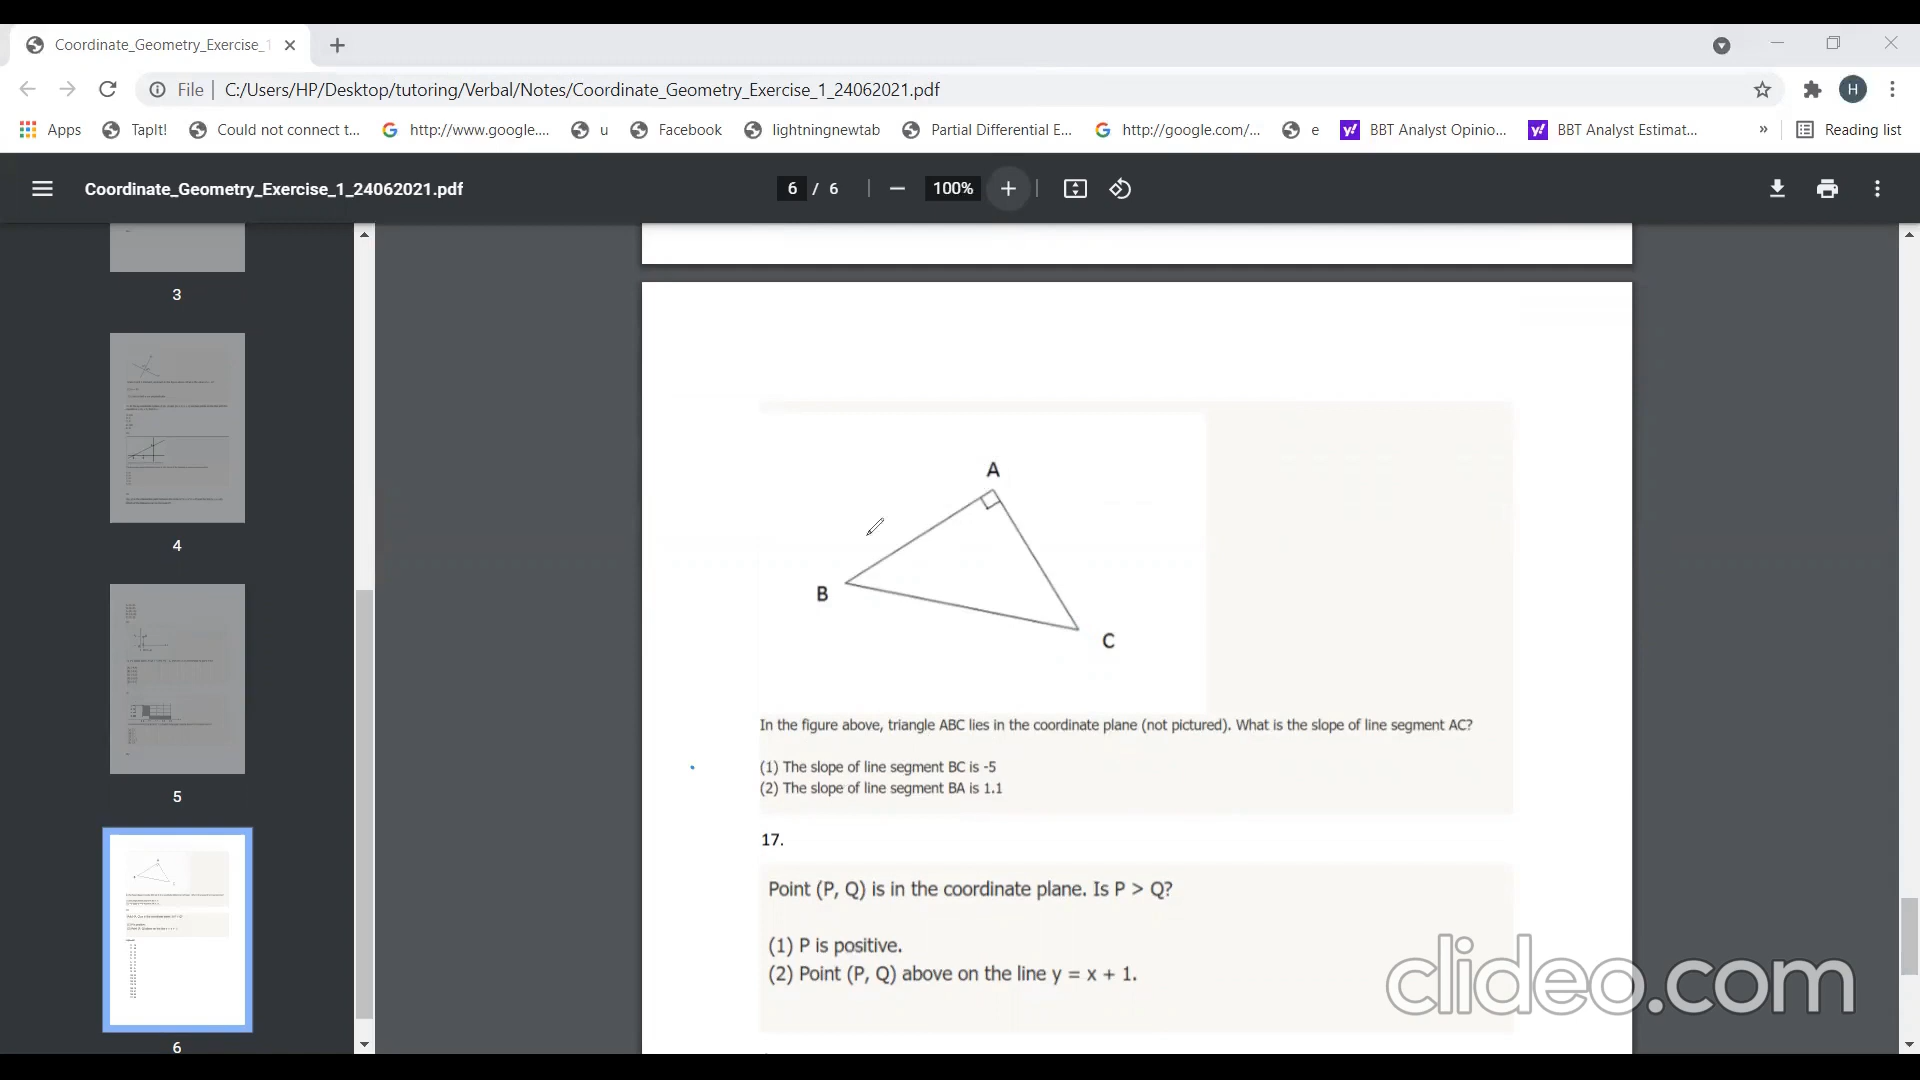 Coordinate_Geometry_Exercise_1
File
C:/Users/HP/Desktop/tutoring/Verbal/Notes/Coordinate_Geometry_Exercise_1_24062021.pdf
H
Apps
TapIt!
Could not connect t...
http://www.google....
u
Facebook
lightningnewtab
Partial Differential E...
http://google.com/...
e
BBT Analyst Opinio...
BBT Analyst Estimat...
»
Reading list
Coordinate_Geometry_Exercise_1_24062021.pdf
6 / 6
100%
3
4
5
6
A
B
C
In the figure above, triangle ABC lies in the coordinate plane (not pictured). What is the slope of line segment AC?
(1) The slope of line segment BC is -5
(2) The slope of line segment BA is 1.1
17.
Point (P, Q) is in the coordinate plane. Is P > Q?
(1) P is positive.
(2) Point (P, Q) above on the line y = x + 1.
clideo.com